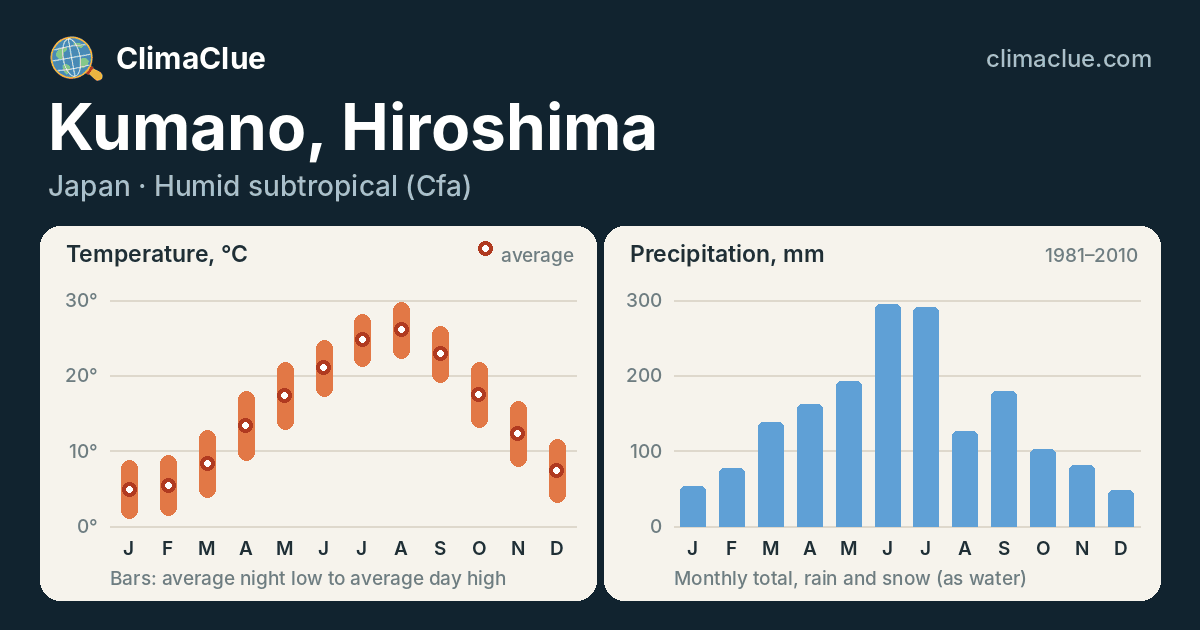 ClimaClue
climaclue.com
Kumano, Hiroshima
Japan · Humid subtropical (Cfa)
Temperature, °C
average
30°
20°
10°
0°
J F M A M J J A S O N D
Bars: average night low to average day high
Precipitation, mm
1981–2010
300
200
100
0
J F M A M J J A S O N D
Monthly total, rain and snow (as water)